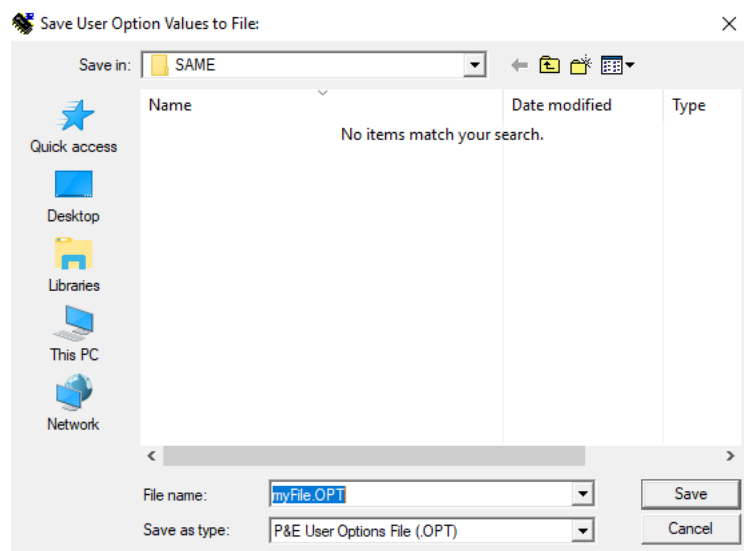 Save User Option Values to File:
Save in: SAME
Name Date modified Type
No items match your search.
Quick access
Desktop
Libraries
This PC
Network
File name: myFile.OPT Save
Save as type: P&E User Options File (.OPT) Cancel